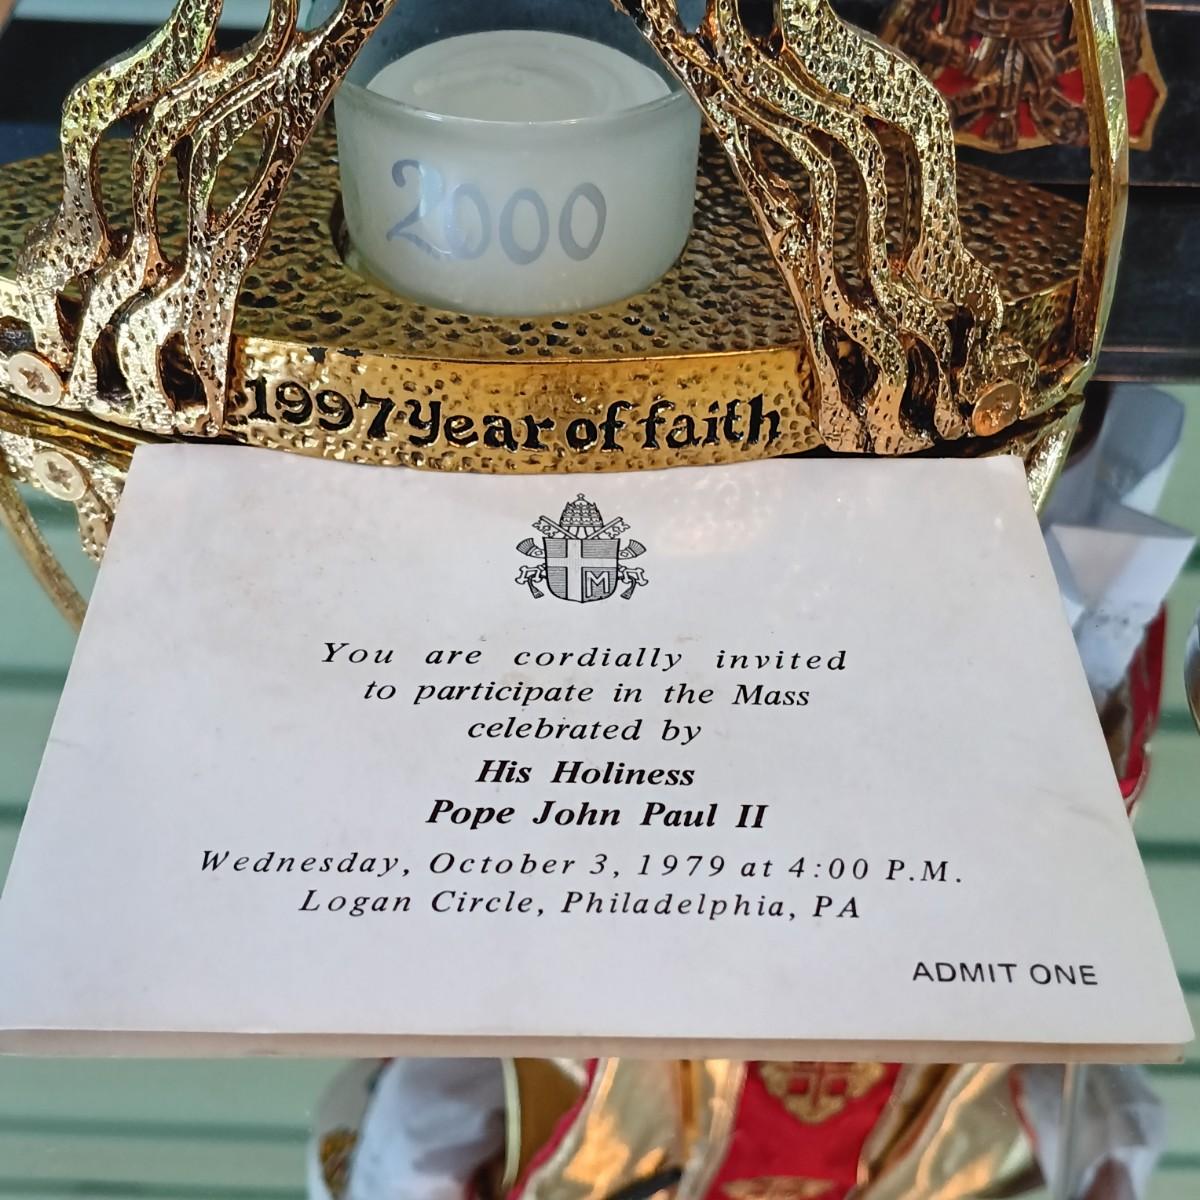 2000
1997 Year of faith
M
You are cordially invited
to participate in the Mass
celebrated by
His Holiness
Pope John Paul II
Wednesday, October 3, 1979 at 4:00 P.M.
Logan Circle, Philadelphia, PA
ADMIT ONE